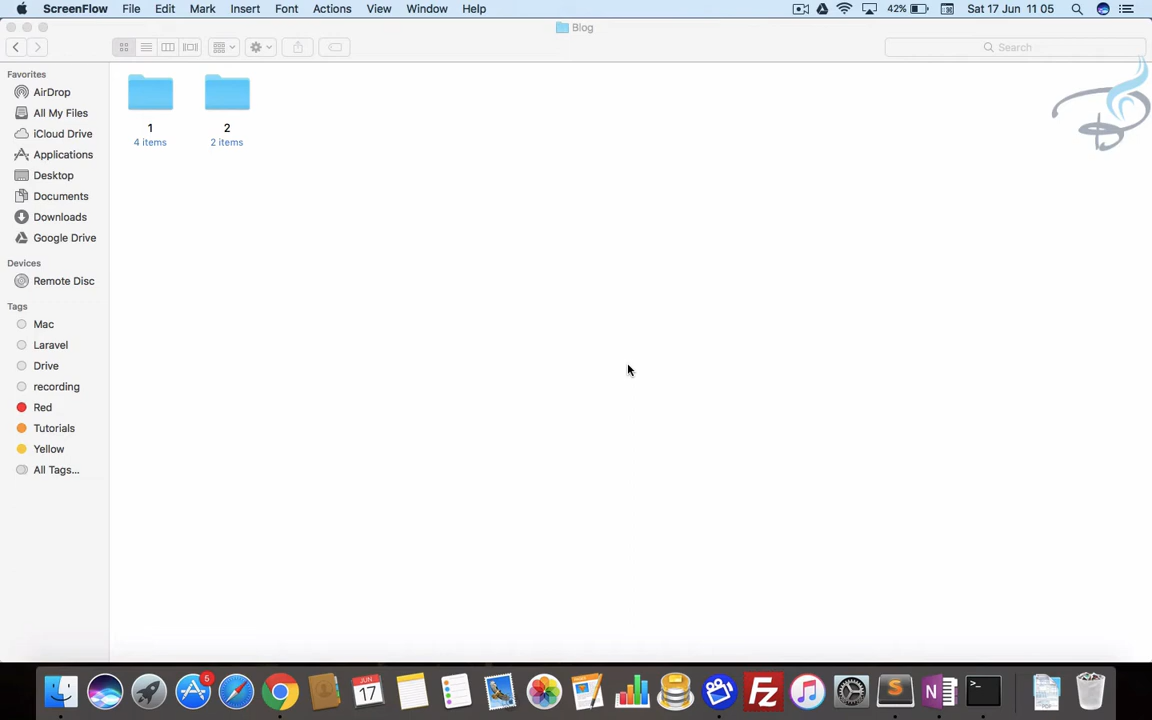 ScreenFlow File Edit Mark Insert Font Actions View Window Help 42% Sat 17 Jun 11 05
Blog
Search
Favorites
AirDrop
All My Files
iCloud Drive
Applications
Desktop
Documents
Downloads
Google Drive
Devices
Remote Disc
Tags
Mac
Laravel
Drive
recording
Red
Tutorials
Yellow
All Tags...
1
4 items
2
2 items
5
JUN
17